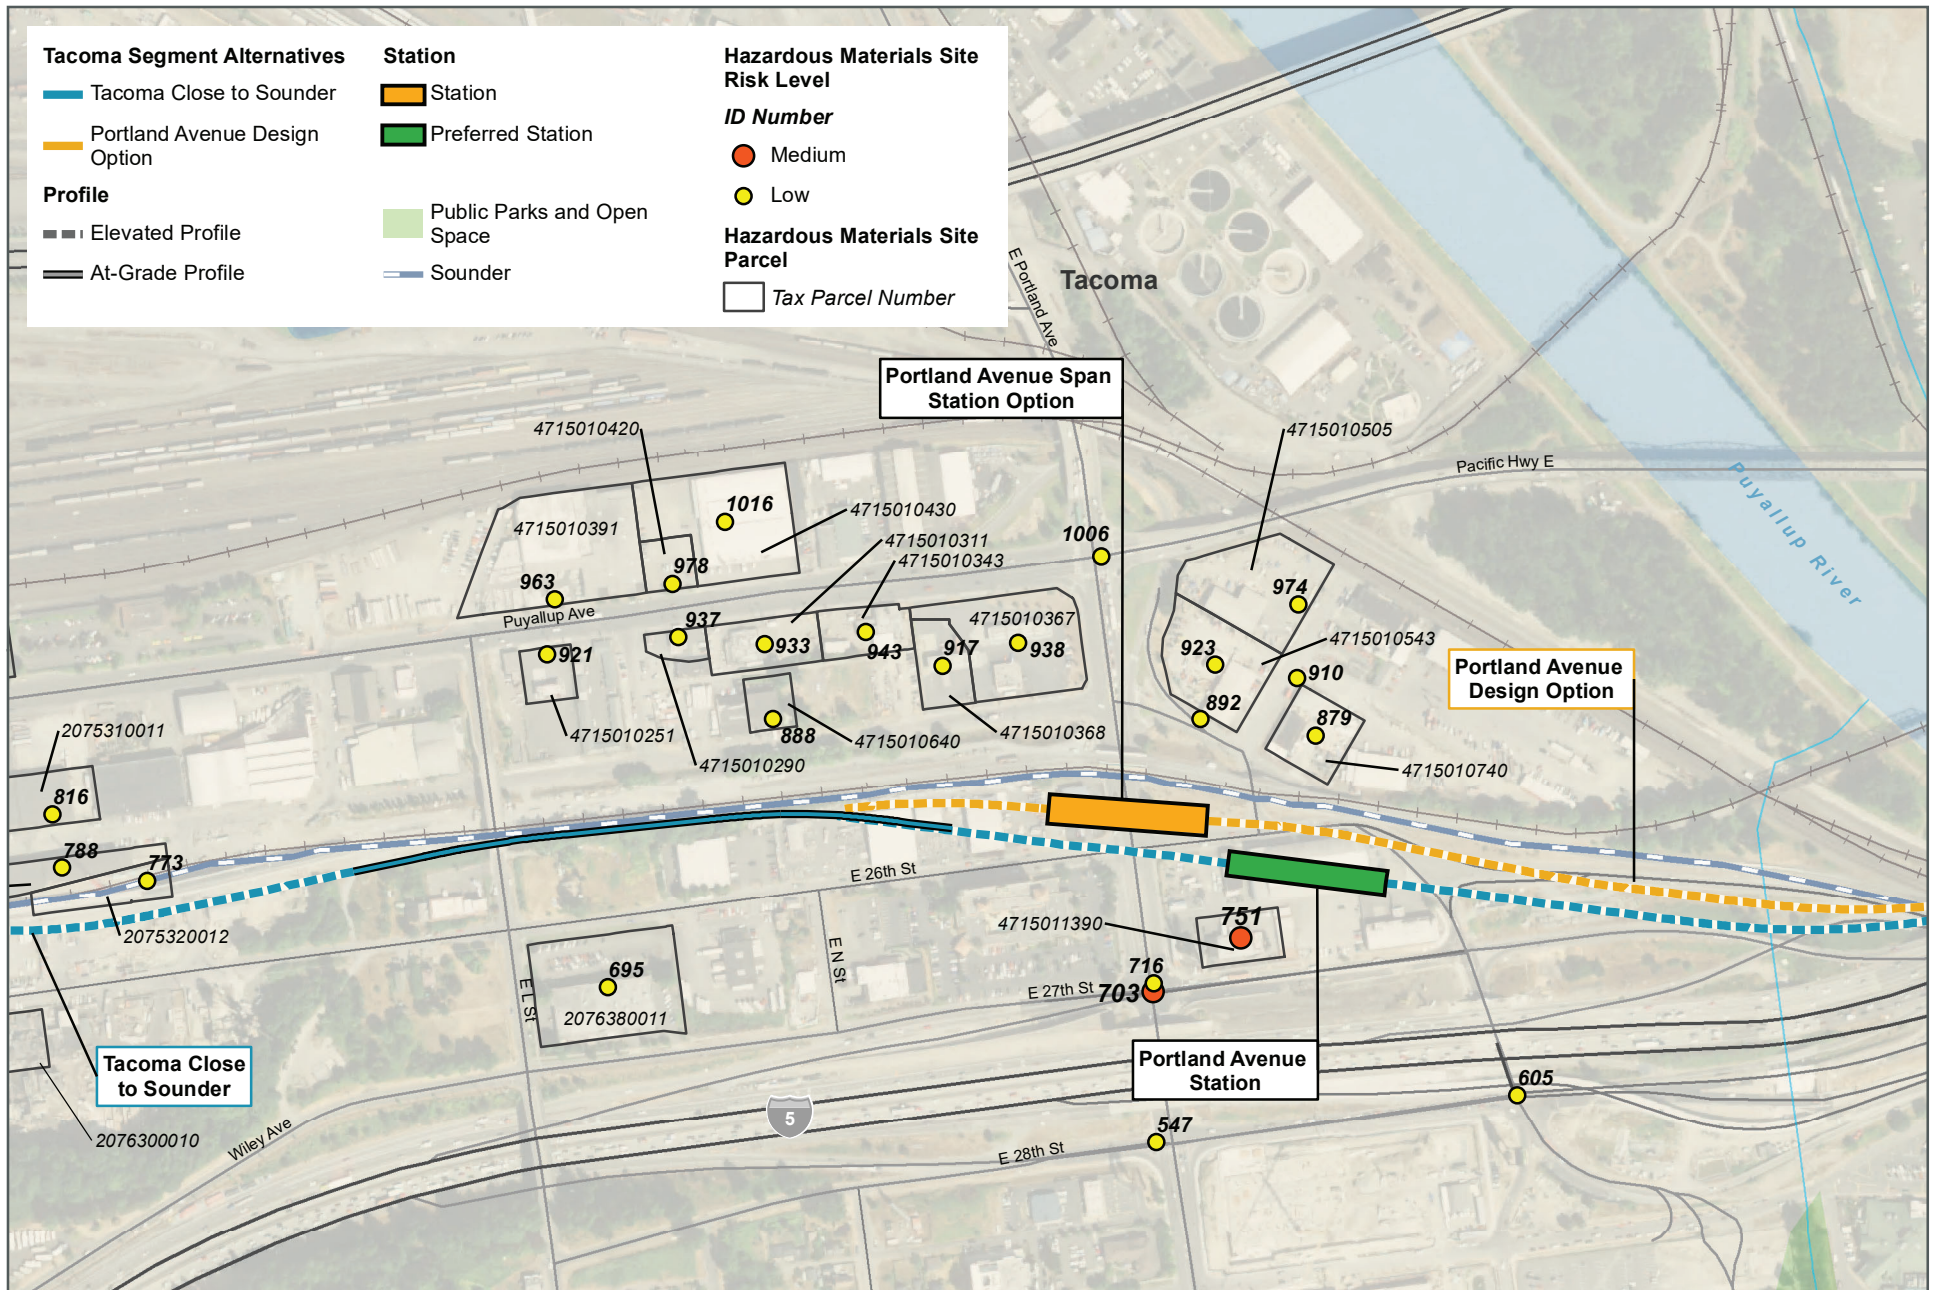 Tacoma Segment Alternatives
Tacoma Close to Sounder
Portland Avenue Design
Option
Profile
Elevated Profile
At-Grade Profile
Station
Station
Preferred Station
Public Parks and Open
Space
Sounder
Hazardous Materials Site
Risk Level
ID Number
Medium
Low
Hazardous Materials Site
Parcel
Tax Parcel Number
E Portland Ave
Tacoma
Portland Avenue Span
Station Option
4715010420
4715010505
Pacific Hwy E
Puyallup River
1016
4715010391
4715010430
4715010311
1006
4715010343
978
963
974
Puyallup Ave
937
4715010367
933
943
917
938
923
4715010543
921
910
Portland Avenue
Design Option
892
879
2075310011
4715010251
888
4715010640
4715010368
4715010290
4715010740
816
788
773
E 26th St
2075320012
4715011390
751
716
703
E 27th St
695
2076380011
E L St
E N St
Tacoma Close
to Sounder
Portland Avenue
Station
605
5
547
E 28th St
Wiley Ave
2076300010